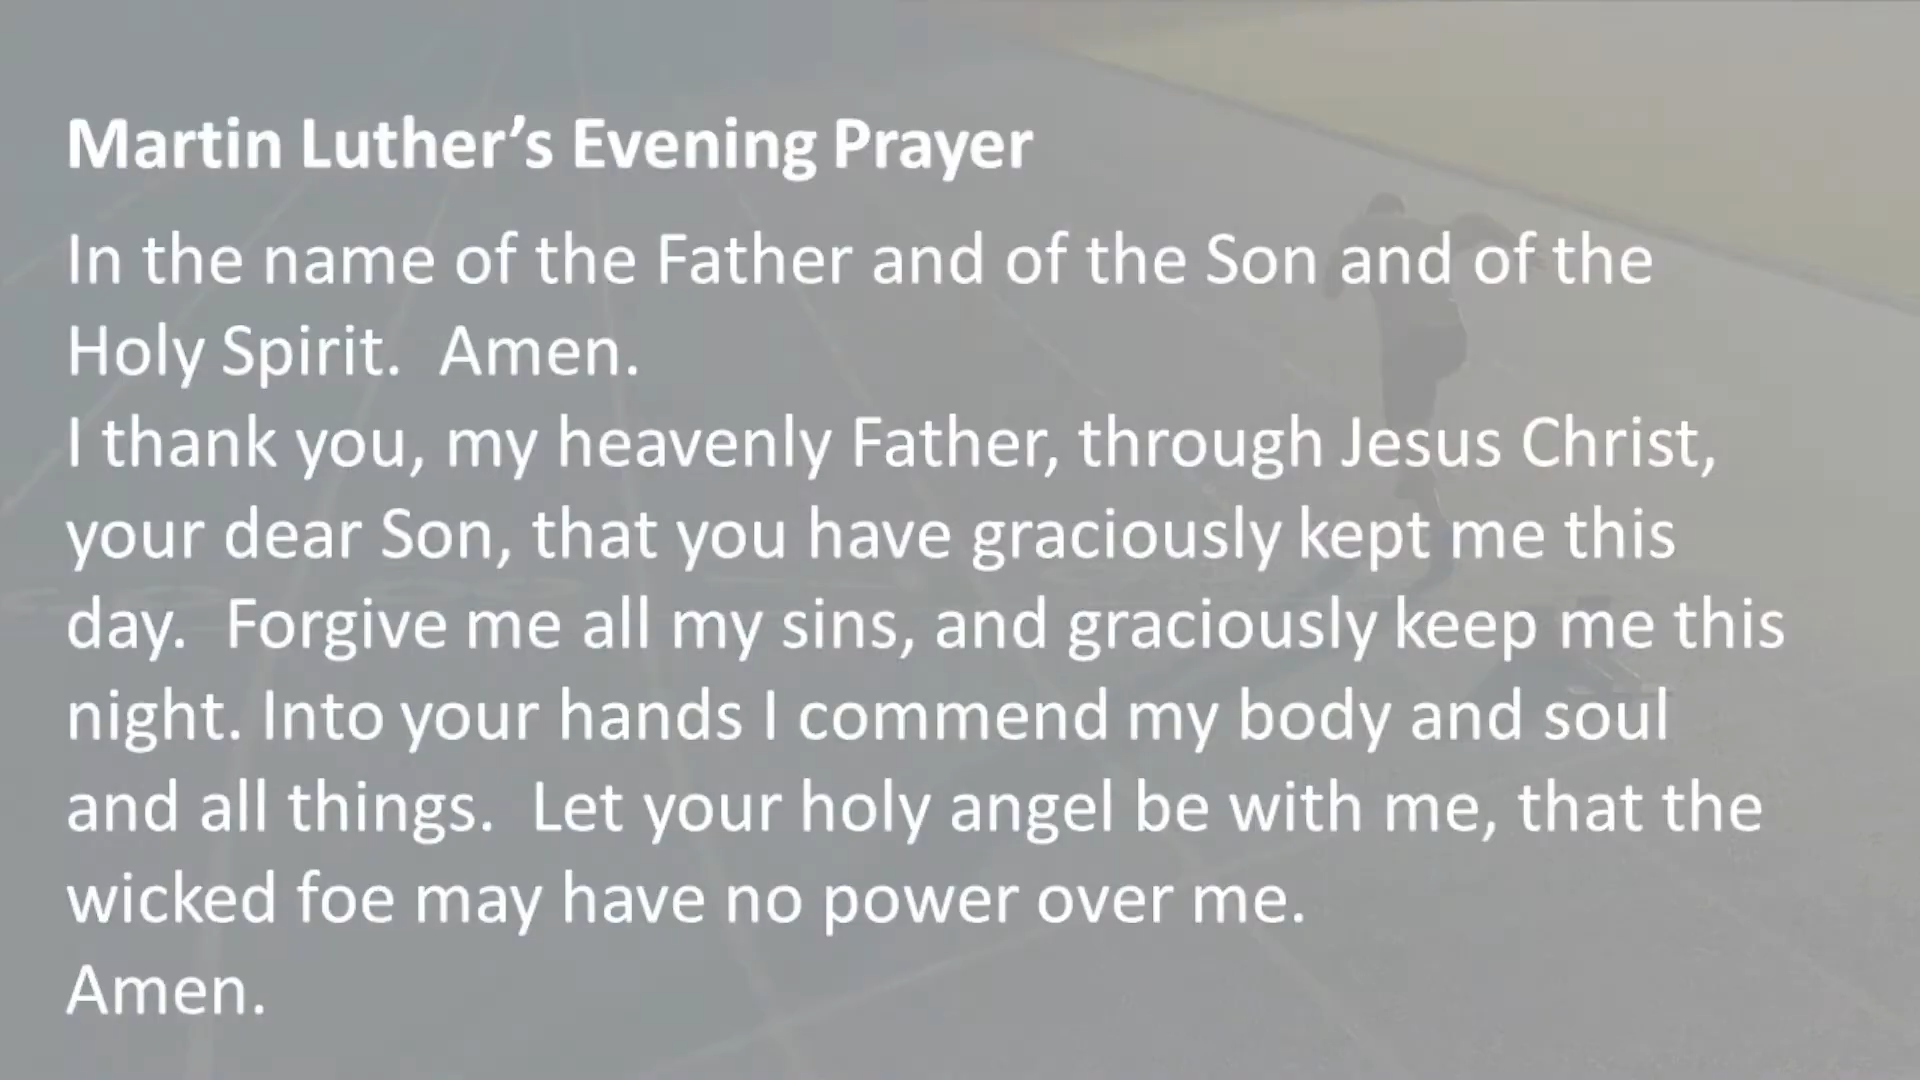 Martin Luther’s Evening Prayer
In the name of the Father and of the Son and of the
Holy Spirit.  Amen.
I thank you, my heavenly Father, through Jesus Christ,
your dear Son, that you have graciously kept me this
day.  Forgive me all my sins, and graciously keep me this
night. Into your hands I commend my body and soul
and all things.  Let your holy angel be with me, that the
wicked foe may have no power over me.
Amen.